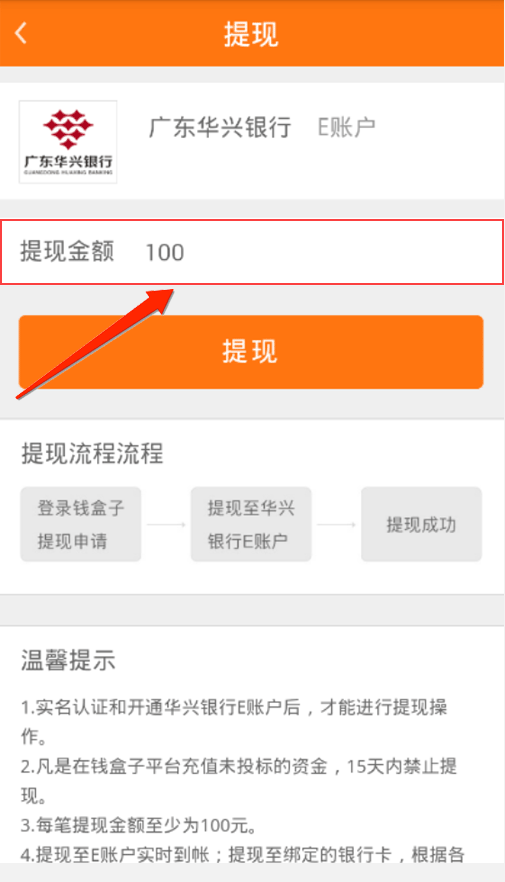 提现
广东华兴银行 E账户
广东华兴银行
GUANGDONG HUAXING BANKING
提现金额 100
提现
提现流程流程
登录钱盒子
提现申请
提现至华兴
银行E账户
提现成功
温馨提示
1.实名认证和开通华兴银行E账户后，才能进行提现操
作。
2.凡是在钱盒子平台充值未投标的资金，15天内禁止提
现。
3.每笔提现金额至少为100元。
4.提现至E账户实时到帐；提现至绑定的银行卡，根据各